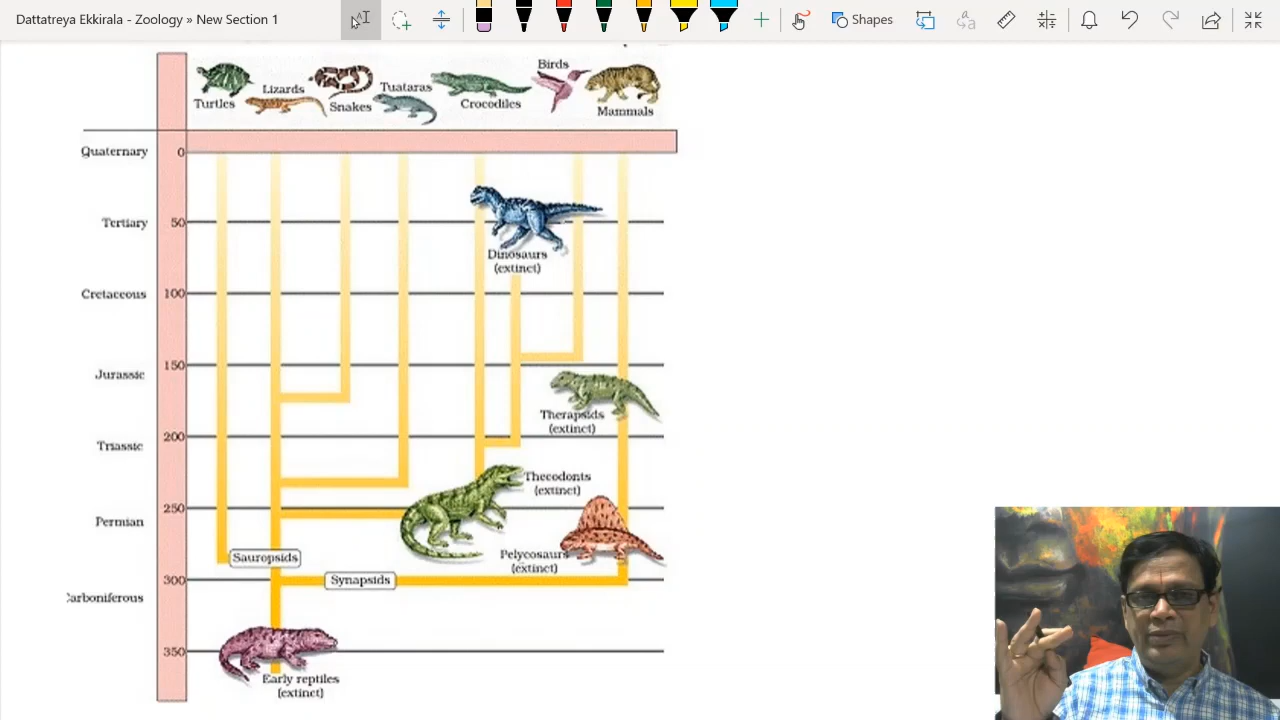 Dattatreya Ekkirala - Zoology » New Section 1
Shapes
Turtles
Lizards
Snakes
Tuataras
Crocodiles
Birds
Mammals
Quaternary 0
Tertiary 50
Dinosaurs
(extinct)
Cretaceous 100
150
Jurassic
Therapsids
(extinct)
200
Triassic
Thecodonts
(extinct)
250
Permian
Pelycosaurs
(extinct)
Sauropsids
300
Synapsids
arboniferous
350
Early reptiles
(extinct)